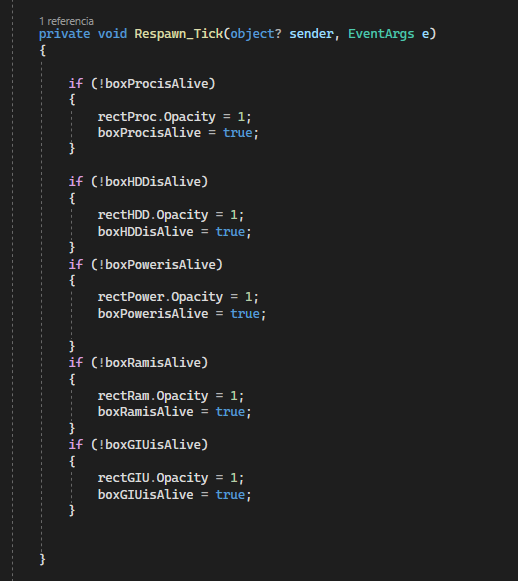 1 referencia
private void Respawn_Tick(object? sender, EventArgs e)
{
if (!boxProcisAlive)
{
rectProc.Opacity = 1;
boxProcisAlive = true;
}
if (!boxHDDisAlive)
{
rectHDD.Opacity = 1;
boxHDDisAlive = true;
}
if (!boxPowerisAlive)
{
rectPower.Opacity = 1;
boxPowerisAlive = true;
}
if (!boxRamisAlive)
{
rectRam.Opacity = 1;
boxRamisAlive = true;
}
if (!boxGIUisAlive)
{
rectGIU.Opacity = 1;
boxGIUisAlive = true;
}
}